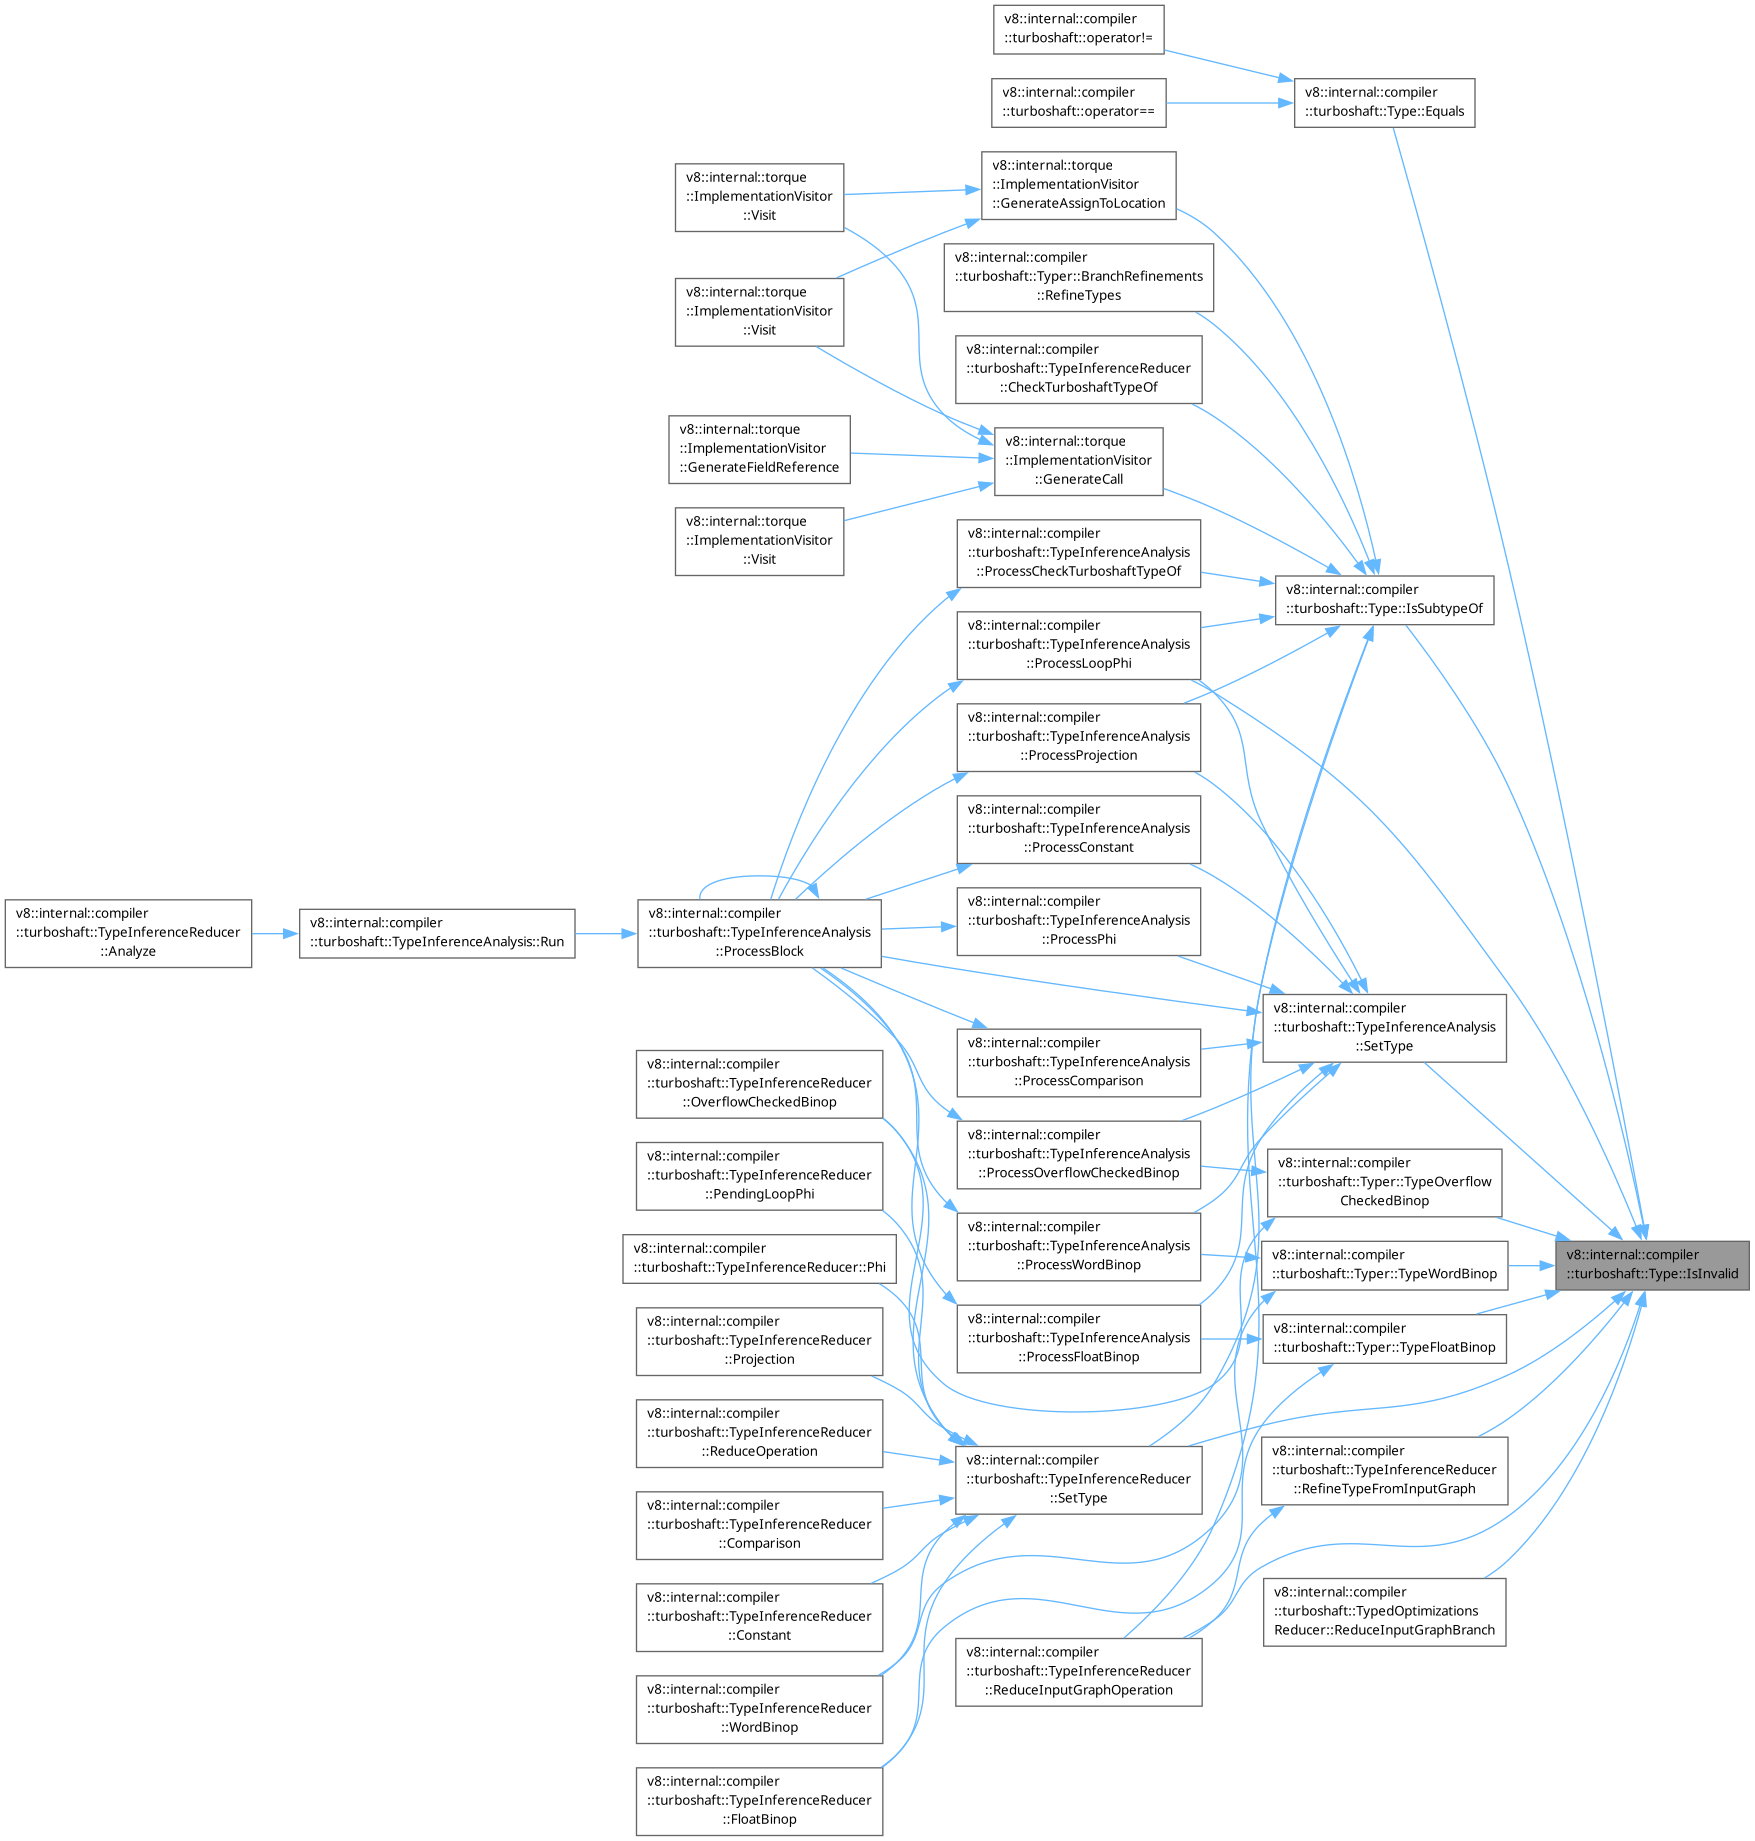 v8::internal::compiler
::turboshaft::operator!=
v8::internal::compiler
::turboshaft::operator==
v8::internal::compiler
::turboshaft::Type::Equals
v8::internal::torque
::ImplementationVisitor
::Visit
v8::internal::torque
::ImplementationVisitor
::GenerateAssignToLocation
v8::internal::compiler
::turboshaft::Typer::BranchRefinements
::RefineTypes
v8::internal::torque
::ImplementationVisitor
::Visit
v8::internal::compiler
::turboshaft::TypeInferenceReducer
::CheckTurboshaftTypeOf
v8::internal::torque
::ImplementationVisitor
::GenerateFieldReference
v8::internal::torque
::ImplementationVisitor
::GenerateCall
v8::internal::torque
::ImplementationVisitor
::Visit
v8::internal::compiler
::turboshaft::TypeInferenceAnalysis
::ProcessCheckTurboshaftTypeOf
v8::internal::compiler
::turboshaft::Type::IsSubtypeOf
v8::internal::compiler
::turboshaft::TypeInferenceAnalysis
::ProcessLoopPhi
v8::internal::compiler
::turboshaft::TypeInferenceAnalysis
::ProcessProjection
v8::internal::compiler
::turboshaft::TypeInferenceAnalysis
::ProcessConstant
v8::internal::compiler
::turboshaft::TypeInferenceReducer
::Analyze
v8::internal::compiler
::turboshaft::TypeInferenceAnalysis::Run
v8::internal::compiler
::turboshaft::TypeInferenceAnalysis
::ProcessBlock
v8::internal::compiler
::turboshaft::TypeInferenceAnalysis
::ProcessPhi
v8::internal::compiler
::turboshaft::TypeInferenceAnalysis
::SetType
v8::internal::compiler
::turboshaft::TypeInferenceAnalysis
::ProcessComparison
v8::internal::compiler
::turboshaft::TypeInferenceReducer
::OverflowCheckedBinop
v8::internal::compiler
::turboshaft::TypeInferenceAnalysis
::ProcessOverflowCheckedBinop
v8::internal::compiler
::turboshaft::Typer::TypeOverflow
CheckedBinop
v8::internal::compiler
::turboshaft::TypeInferenceReducer
::PendingLoopPhi
v8::internal::compiler
::turboshaft::TypeInferenceAnalysis
::ProcessWordBinop
v8::internal::compiler
::turboshaft::Typer::TypeWordBinop
v8::internal::compiler
::turboshaft::Type::IsInvalid
v8::internal::compiler
::turboshaft::TypeInferenceReducer::Phi
v8::internal::compiler
::turboshaft::TypeInferenceAnalysis
::ProcessFloatBinop
v8::internal::compiler
::turboshaft::Typer::TypeFloatBinop
v8::internal::compiler
::turboshaft::TypeInferenceReducer
::Projection
v8::internal::compiler
::turboshaft::TypeInferenceReducer
::ReduceOperation
v8::internal::compiler
::turboshaft::TypeInferenceReducer
::SetType
v8::internal::compiler
::turboshaft::TypeInferenceReducer
::RefineTypeFromInputGraph
v8::internal::compiler
::turboshaft::TypeInferenceReducer
::Comparison
v8::internal::compiler
::turboshaft::TypeInferenceReducer
::Constant
v8::internal::compiler
::turboshaft::TypedOptimizations
Reducer::ReduceInputGraphBranch
v8::internal::compiler
::turboshaft::TypeInferenceReducer
::ReduceInputGraphOperation
v8::internal::compiler
::turboshaft::TypeInferenceReducer
::WordBinop
v8::internal::compiler
::turboshaft::TypeInferenceReducer
::FloatBinop